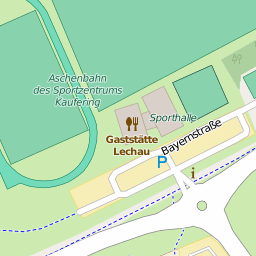 Aschenbahn
des Sportzentrums
Kaufering
Sporthalle
Gaststätte
Lechau
Bayernstraße
P
i